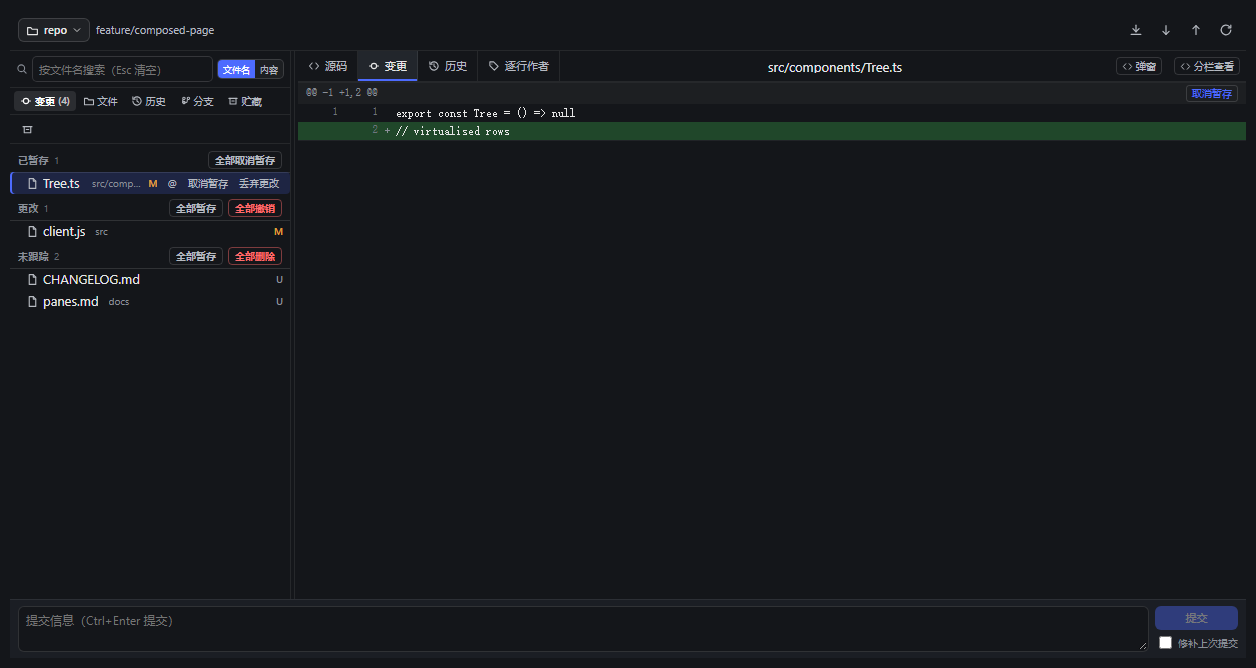 repo feature/composed-page
按文件名搜索（Esc 清空） 文件名 内容
变更 (4) 文件 历史 分支 贮藏
已暂存 1 全部取消暂存
Tree.ts src/comp... M @ 取消暂存 丢弃更改
更改 1 全部暂存 全部撤销
client.js src M
未跟踪 2 全部暂存 全部删除
CHANGELOG.md U
panes.md docs U
源码 变更 历史 逐行作者 src/components/Tree.ts 弹窗 分栏查看
@@ -1 +1,2 @@ 取消暂存
1 1 export const Tree = () => null
2 + // virtualised rows
提交信息（Ctrl+Enter 提交） 提交
修补上次提交